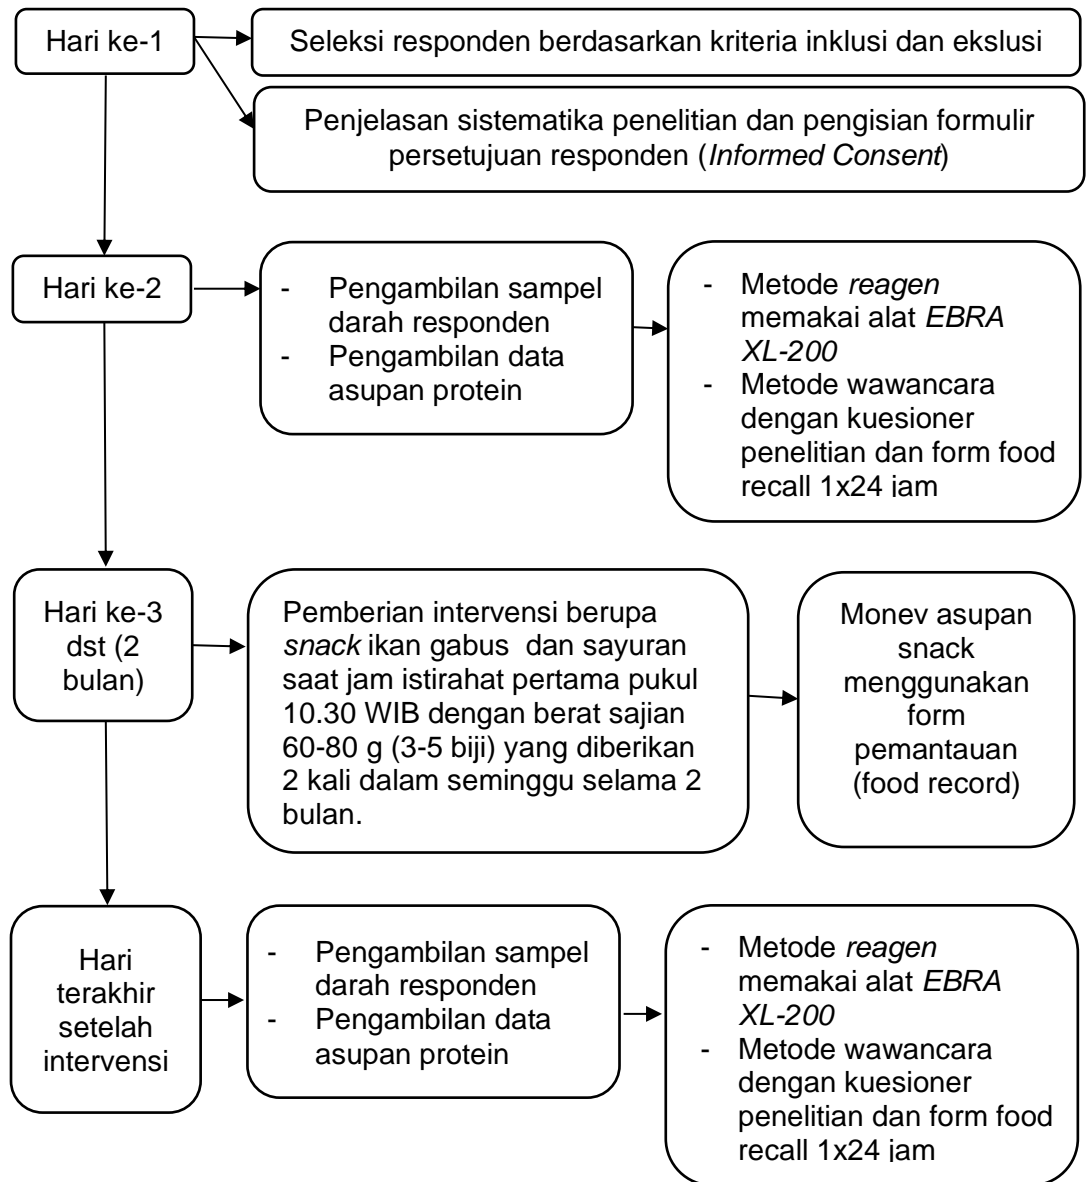 Hari ke-1
Seleksi responden berdasarkan kriteria inklusi dan ekslusi
Penjelasan sistematika penelitian dan pengisian formulir
persetujuan responden (Informed Consent)
Hari ke-2
- Pengambilan sampel
darah responden
- Pengambilan data
asupan protein
- Metode reagen
memakai alat EBRA
XL-200
- Metode wawancara
dengan kuesioner
penelitian dan form food
recall 1x24 jam
Hari ke-3
dst (2
bulan)
Pemberian intervensi berupa
snack ikan gabus dan sayuran
saat jam istirahat pertama pukul
10.30 WIB dengan berat sajian
60-80 g (3-5 biji) yang diberikan
2 kali dalam seminggu selama 2
bulan.
Monev asupan
snack
menggunakan
form
pemantauan
(food record)
Hari
terakhir
setelah
intervensi
- Pengambilan sampel
darah responden
- Pengambilan data
asupan protein
- Metode reagen
memakai alat EBRA
XL-200
- Metode wawancara
dengan kuesioner
penelitian dan form food
recall 1x24 jam